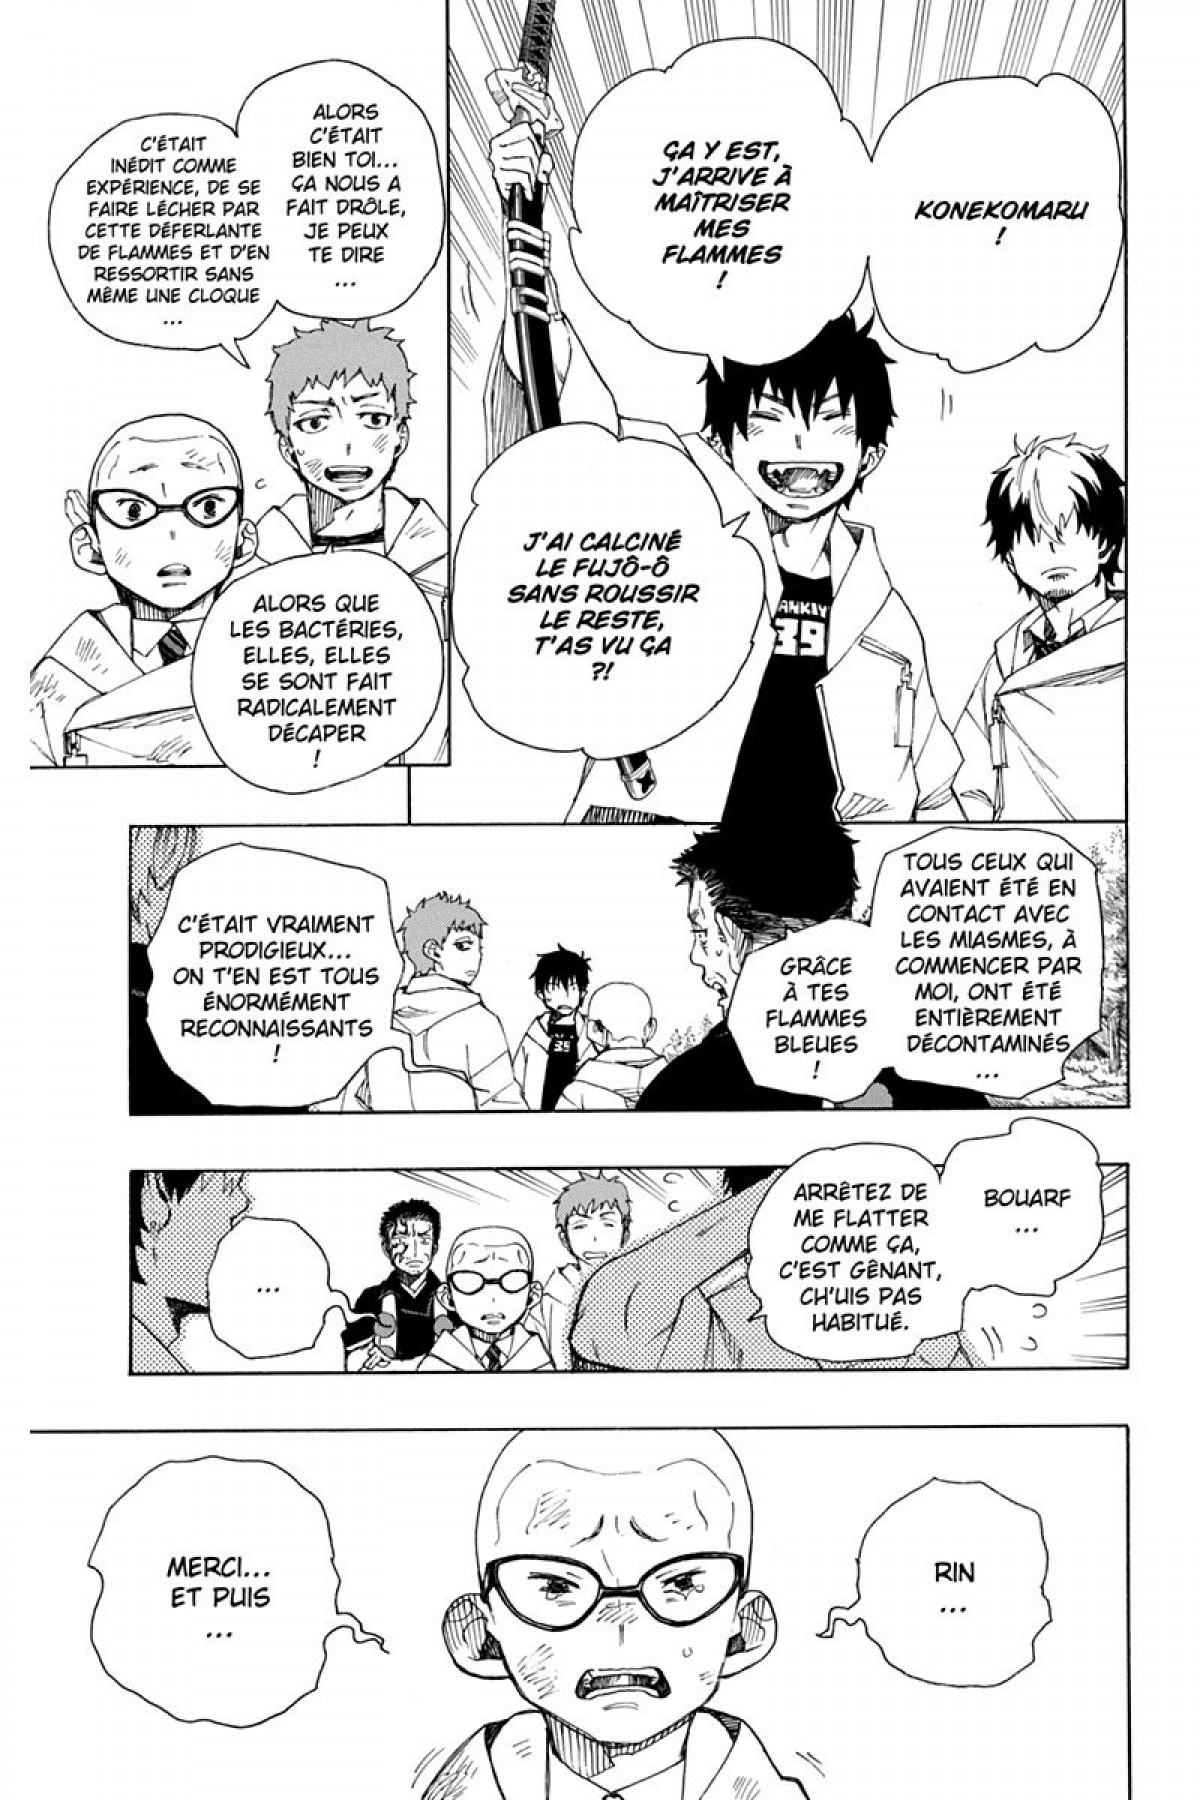 KONEKOMARU
!
ÇA Y EST,
J'ARRIVE À
MAÎTRISER
MES
FLAMMES
!
J'AI CALCINÉ
LE FUJÔ-Ô
SANS ROUSSIR
LE RESTE,
T'AS VU ÇA
?!
ANKIY
39
ALORS
C'ÉTAIT
BIEN TOI...
ÇA NOUS A
FAIT DRÔLE,
JE PEUX
TE DIRE
...
C'ÉTAIT
INÉDIT COMME
EXPÉRIENCE, DE SE
FAIRE LÉCHER PAR
CETTE DÉFERLANTE
DE FLAMMES ET D'EN
RESSORTIR SANS
MÊME UNE CLOQUE
...
ALORS QUE
LES BACTÉRIES,
ELLES, ELLES
SE SONT FAIT
RADICALEMENT
DÉCAPER
!
TOUS CEUX QUI
AVAIENT ÉTÉ EN
CONTACT AVEC
LES MIASMES, À
COMMENCER PAR
MOI, ONT ÉTÉ
ENTIÈREMENT
DÉCONTAMINÉS
...
GRÂCE
À TES
FLAMMES
BLEUES
!
39
C'ÉTAIT VRAIMENT
PRODIGIEUX...
ON T'EN EST TOUS
ÉNORMÉMENT
RECONNAISSANTS
!
BOUARF
...
ARRÊTEZ DE
ME FLATTER
COMME ÇA,
C'EST GÊNANT,
CH'UIS PAS
HABITUÉ.
...
RIN
...
MERCI...
ET PUIS
...